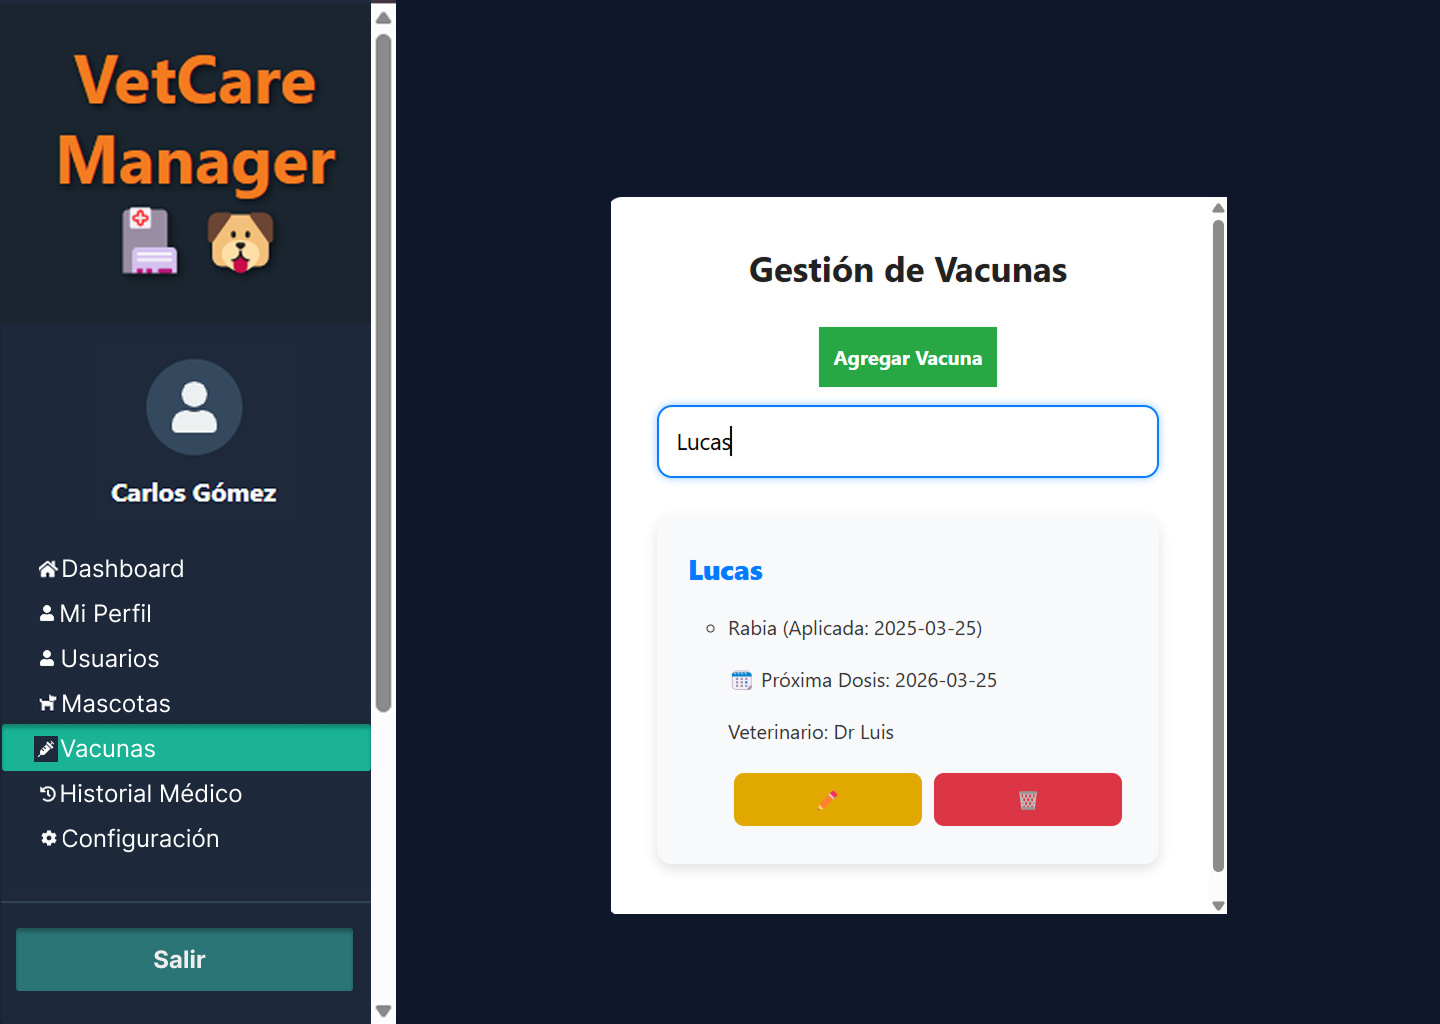 VetCare
Manager
Carlos Gómez
Dashboard
Mi Perfil
Usuarios
Mascotas
Vacunas
Historial Médico
Configuración
Salir
Gestión de Vacunas
Agregar Vacuna
Lucas
Lucas
Rabia (Aplicada: 2025-03-25)
Próxima Dosis: 2026-03-25
Veterinario: Dr Luis